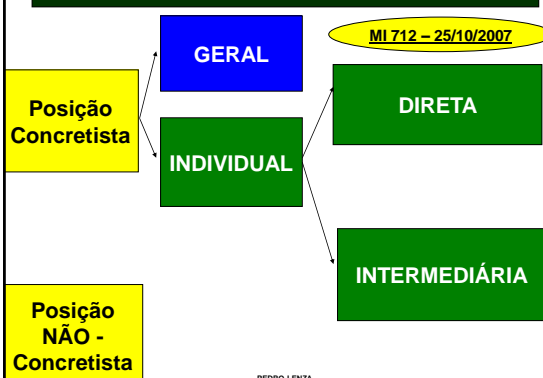 GERAL
MI 712 – 25/10/2007
Posição
Concretista
DIRETA
INDIVIDUAL
INTERMEDIÁRIA
Posição
NÃO -
Concretista
PEDRO LENZA